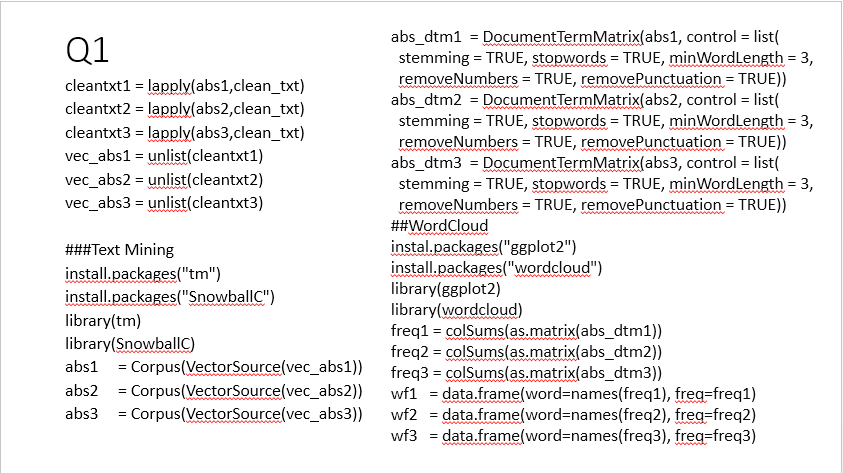 Q1
cleantxt1 = lapply(abs1,clean_txt)
cleantxt2 = lapply(abs2,clean_txt)
cleantxt3 = lapply(abs3,clean_txt)
vec_abs1 = unlist(cleantxt1)
vec_abs2 = unlist(cleantxt2)
vec_abs3 = unlist(cleantxt3)
###Text Mining
install.packages("tm")
install.packages("SnowballC")
library(tm)
library(SnowballC)
abs1 = Corpus(VectorSource(vec_abs1))
abs2 = Corpus(VectorSource(vec_abs2))
abs3 = Corpus(VectorSource(vec_abs3))
abs_dtm1 = DocumentTermMatrix(abs1, control = list(
stemming = TRUE, stopwords = TRUE, minWordLength = 3,
removeNumbers = TRUE, removePunctuation = TRUE))
abs_dtm2 = DocumentTermMatrix(abs2, control = list(
stemming = TRUE, stopwords = TRUE, minWordLength = 3,
removeNumbers = TRUE, removePunctuation = TRUE))
abs_dtm3 = DocumentTermMatrix(abs3, control = list(
stemming = TRUE, stopwords = TRUE, minWordLength = 3,
removeNumbers = TRUE, removePunctuation = TRUE))
##WordCloud
instal.packages("ggplot2")
install.packages("wordcloud")
library(ggplot2)
library(wordcloud)
freq1 = colSums(as.matrix(abs_dtm1))
freq2 = colSums(as.matrix(abs_dtm2))
freq3 = colSums(as.matrix(abs_dtm3))
wf1 = data.frame(word=names(freq1), freq=freq1)
wf2 = data.frame(word=names(freq2), freq=freq2)
wf3 = data.frame(word=names(freq3), freq=freq3)